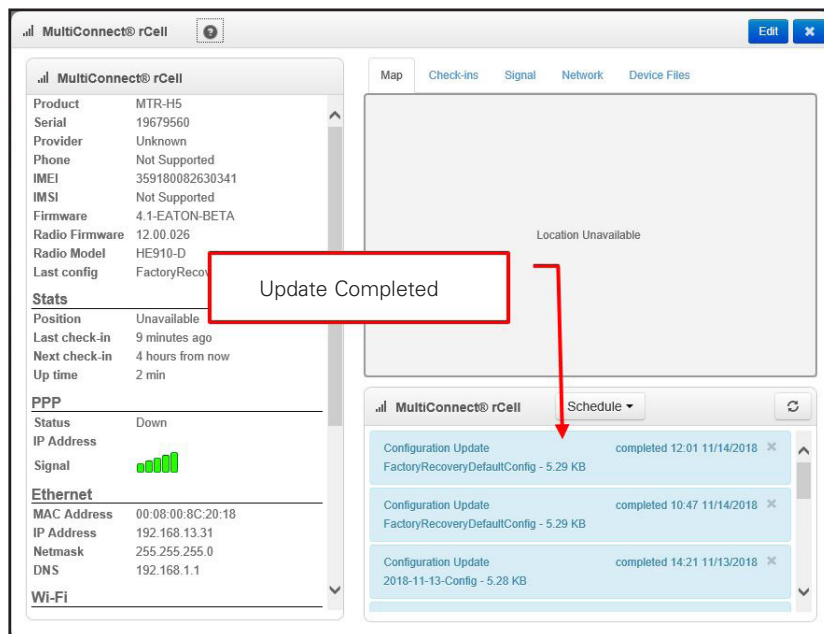 MultiConnect® rCell ?
Edit ×
MultiConnect® rCell
Product MTR-H5
Serial 19679560
Provider Unknown
Phone Not Supported
IMEI 359180082630341
IMSI Not Supported
Firmware 4.1-EATON-BETA
Radio Firmware 12.00.026
Radio Model HE910-D
Last config FactoryRecov
Stats
Position Unavailable
Last check-in 9 minutes ago
Next check-in 4 hours from now
Up time 2 min
PPP
Status Down
IP Address
Signal
Ethernet
MAC Address 00:08:00:8C:20:18
IP Address 192.168.13.31
Netmask 255.255.255.0
DNS 192.168.1.1
Wi-Fi
Map Check-ins Signal Network Device Files
Location Unavailable
Update Completed
MultiConnect® rCell Schedule
Configuration Update completed 12:01 11/14/2018 ×
FactoryRecoveryDefaultConfig - 5.29 KB
Configuration Update completed 10:47 11/14/2018 ×
FactoryRecoveryDefaultConfig - 5.29 KB
Configuration Update completed 14:21 11/13/2018 ×
2018-11-13-Config - 5.28 KB